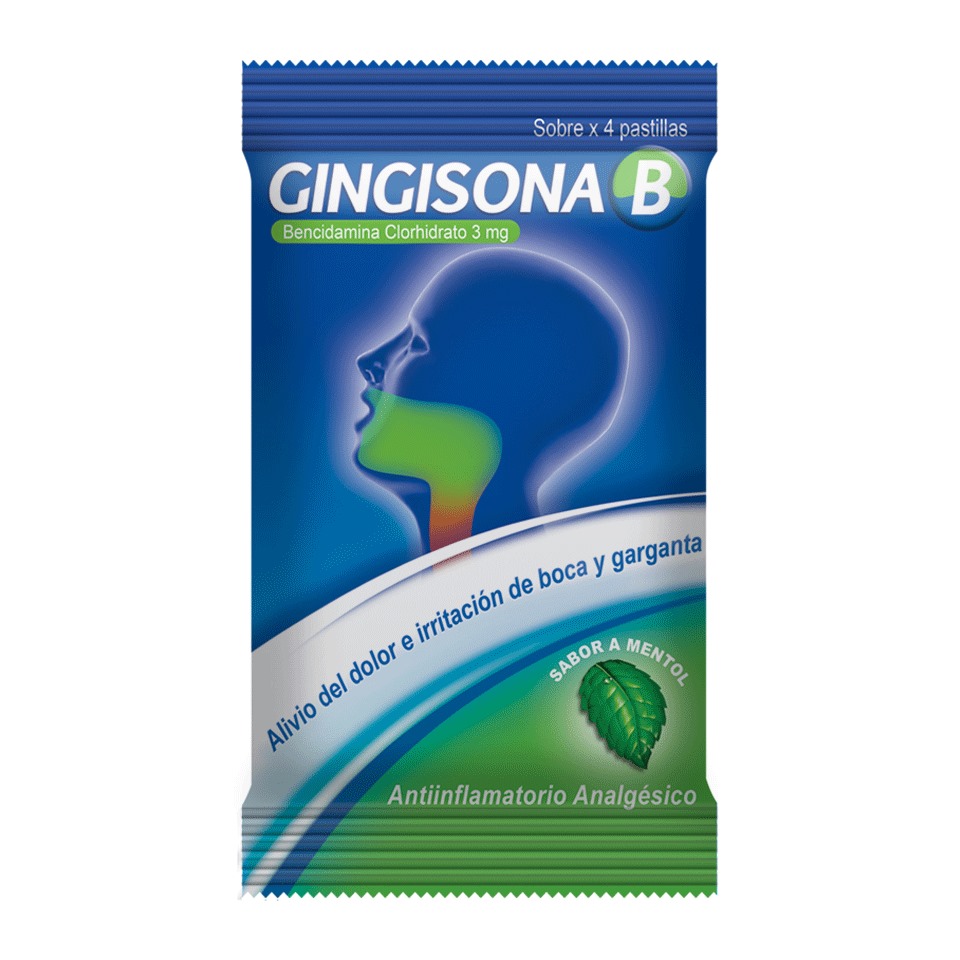 Sobre x 4 pastillas
GINGISONA B
Bencidamina Clorhidrato 3 mg
Alivio del dolor e irritación de boca y garganta
SABOR A MENTOL
Antiinflamatorio Analgésico